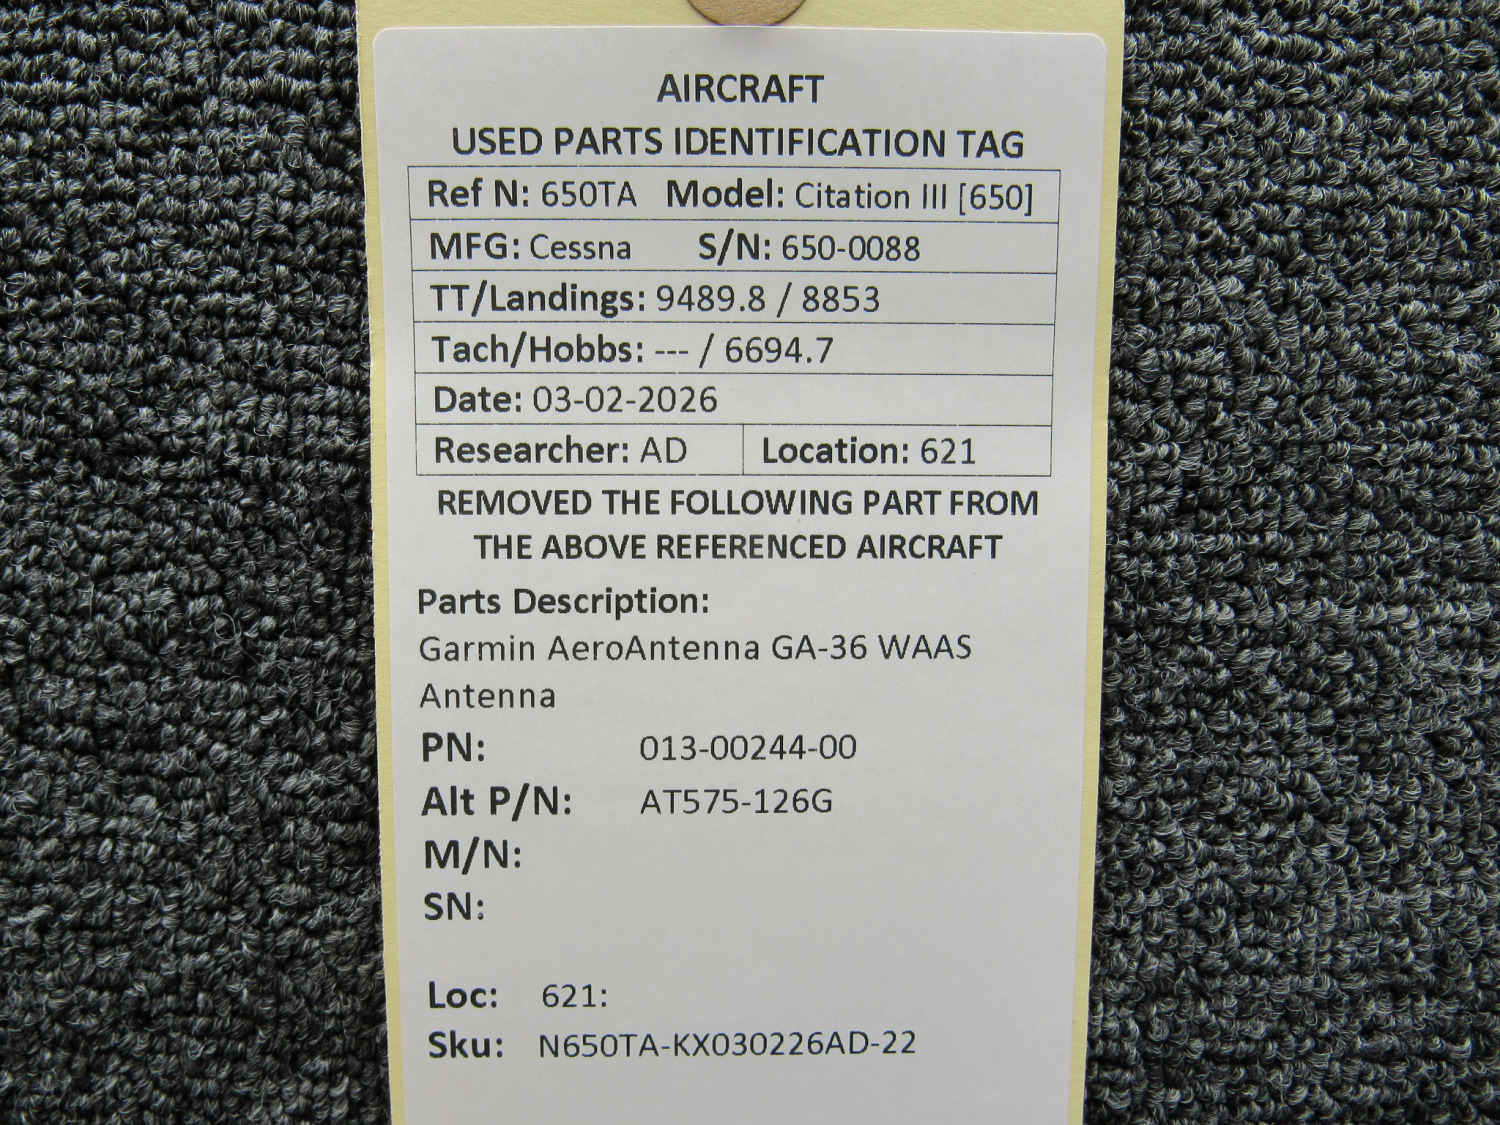 AIRCRAFT
USED PARTS IDENTIFICATION TAG
Ref N: 650TA Model: Citation III [650]
MFG: Cessna S/N: 650-0088
TT/Landings: 9489.8 / 8853
Tach/Hobbs: --- / 6694.7
Date: 03-02-2026
Researcher: AD Location: 621
REMOVED THE FOLLOWING PART FROM
THE ABOVE REFERENCED AIRCRAFT
Parts Description:
Garmin AeroAntenna GA-36 WAAS
Antenna
PN: 013-00244-00
Alt P/N: AT575-126G
M/N:
SN:
Loc: 621:
Sku: N650TA-KX030226AD-22